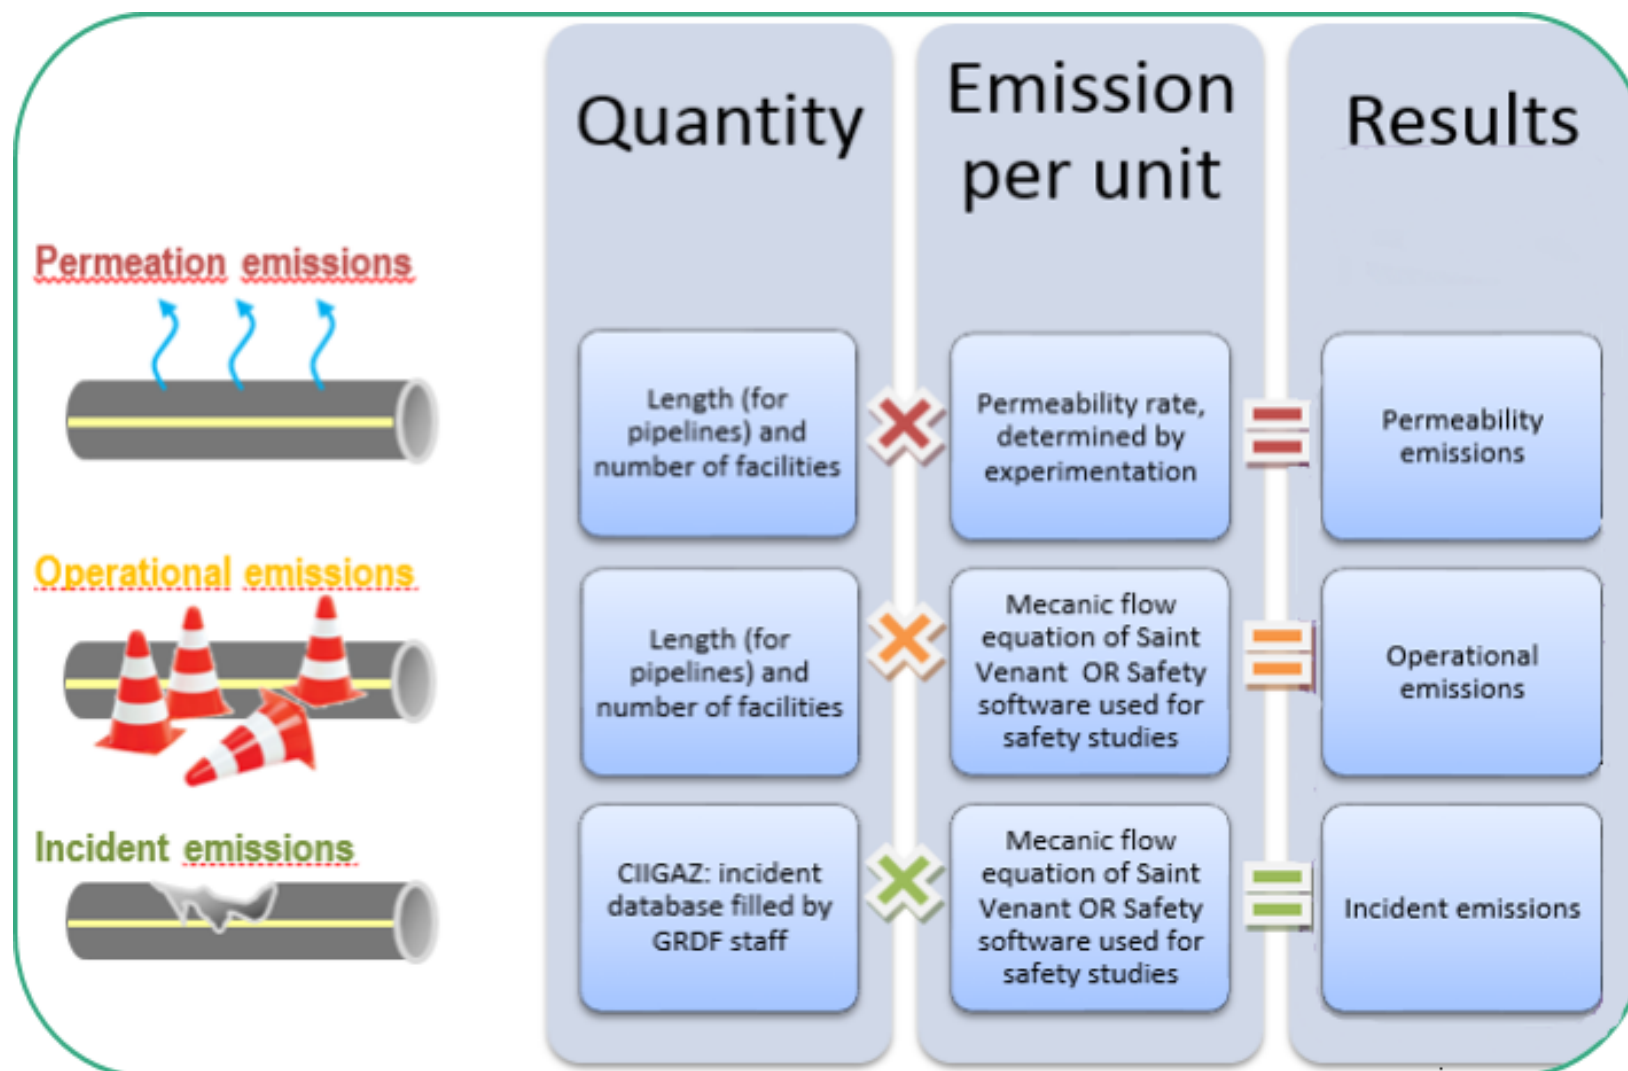 Quantity
Emission
per unit
Results
Permeation emissions
Length (for
pipelines) and
number of facilities
Permeability rate,
determined by
experimentation
Permeability
emissions
Operational emissions
Length (for
pipelines) and
number of facilities
Mecanic flow
equation of Saint
Venant OR Safety
software used for
safety studies
Operational
emissions
Incident emissions
CIIGAZ: incident
database filled by
GRDF staff
Mecanic flow
equation of Saint
Venant OR Safety
software used for
safety studies
Incident emissions